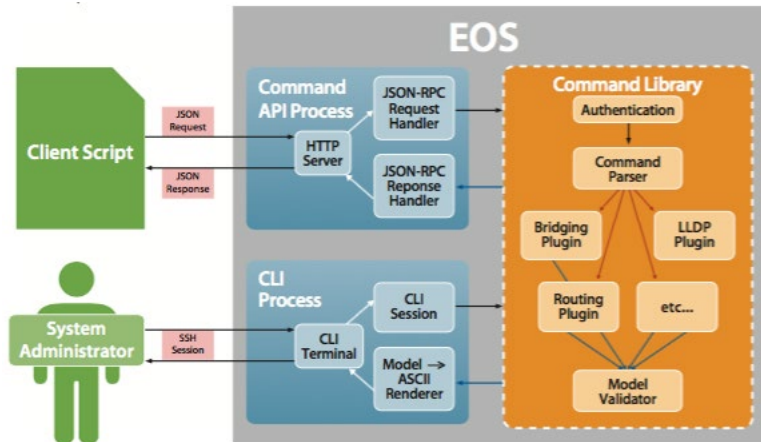 EOS
Command
API Process
JSON-RPC
Request
Handler
Command Library
Authentication
JSON
Request
Client Script
HTTP
Server
JSON
Response
JSON-RPC
Reponse
Handler
Command
Parser
Bridging
Plugin
LLDP
Plugin
CLI
Process
CLI
Session
Routing
Plugin
etc...
System
Administrator
SSH
Session
CLI
Terminal
Model →
ASCII
Renderer
Model
Validator